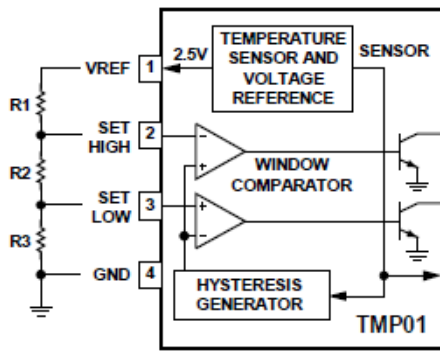 TEMPERATURE
SENSOR AND
VOLTAGE
REFERENCE
SENSOR
VREF
1
2.5V
R1
SET
HIGH
2
R2
WINDOW
COMPARATOR
SET
LOW
3
R3
GND
4
HYSTERESIS
GENERATOR
TMP01